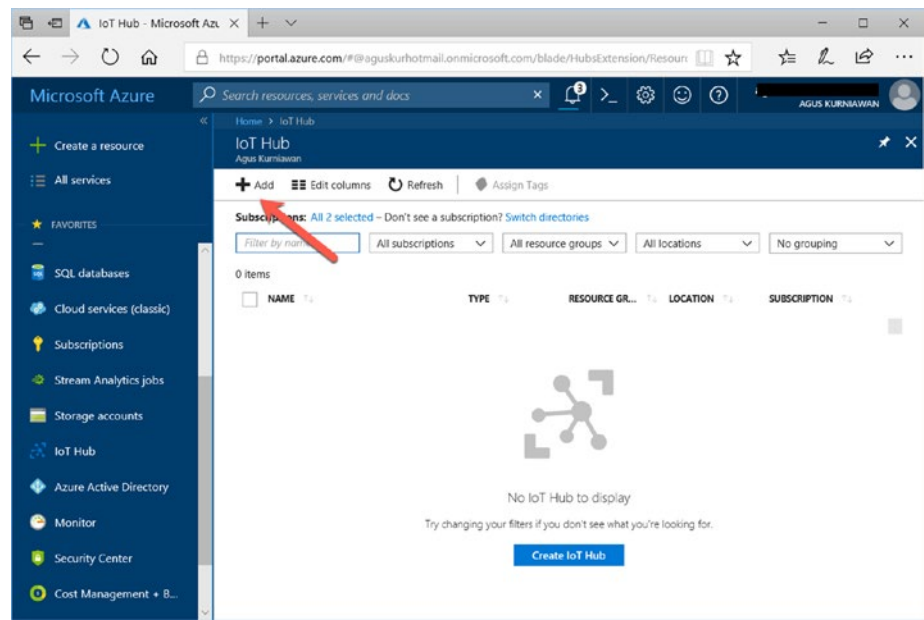 IoT Hub - Microsoft Azu
https://portal.azure.com/#@aguskurhotmail.onmicrosoft.com/blade/HubsExtension/Resour
Microsoft Azure
Search resources, services and docs
3
AGUS KURNIAWAN
Create a resource
All services
FAVORITES
SQL databases
Cloud services (classic)
Subscriptions
Stream Analytics jobs
Storage accounts
IoT Hub
Azure Active Directory
Monitor
Security Center
Cost Management + B...
Home > IoT Hub
IoT Hub
Agus Kurniawan
Add Edit columns Refresh Assign Tags
Subscriptions: All 2 selected – Don't see a subscription? Switch directories
Filter by name... All subscriptions All resource groups All locations No grouping
0 items
NAME TYPE RESOURCE GR... LOCATION SUBSCRIPTION
No IoT Hub to display
Try changing your filters if you don't see what you're looking for.
Create IoT Hub